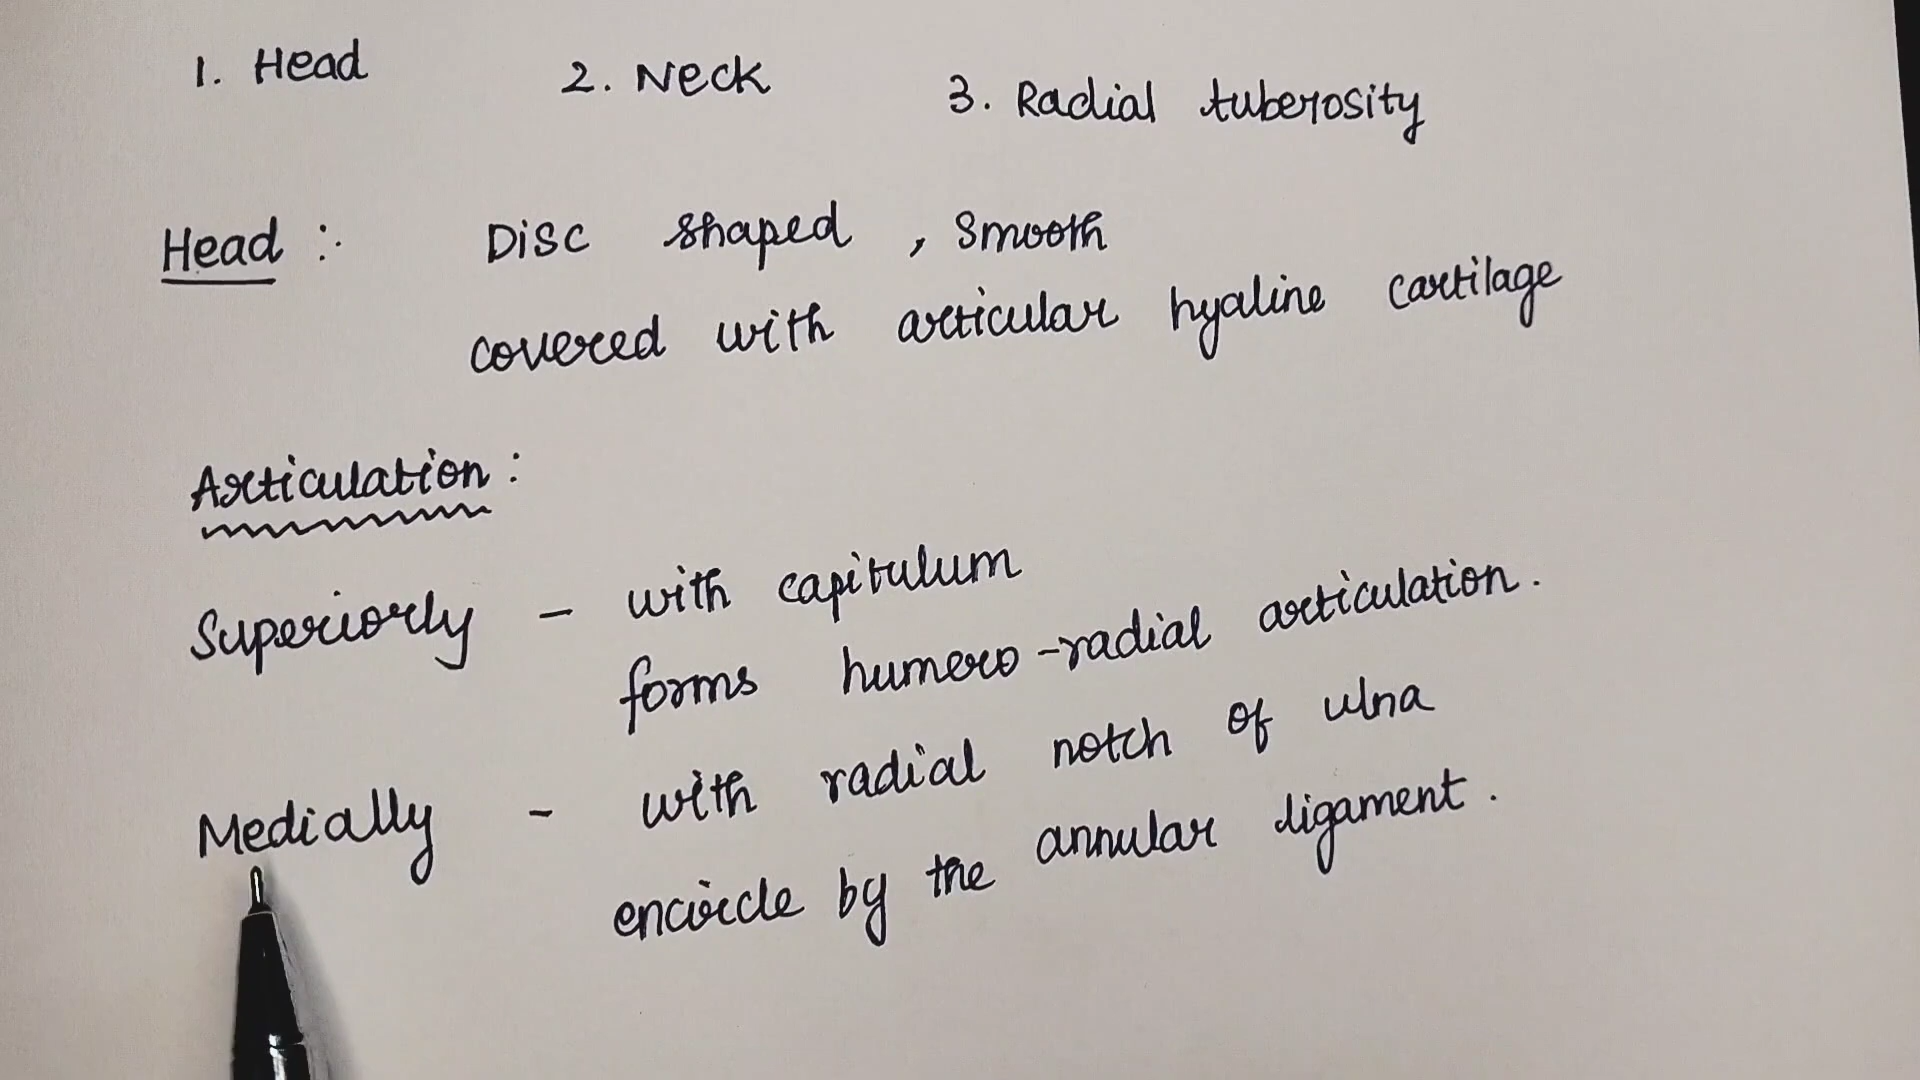 1. Head 2. Neck 3. Radial tuberosity
Head :- Disc shaped , Smooth
covered with articular hyaline cartilage
Articulation :
Superiorly - with capitulum
forms humero-radial articulation.
Medially - with radial notch of ulna
encircle by the annular ligament.